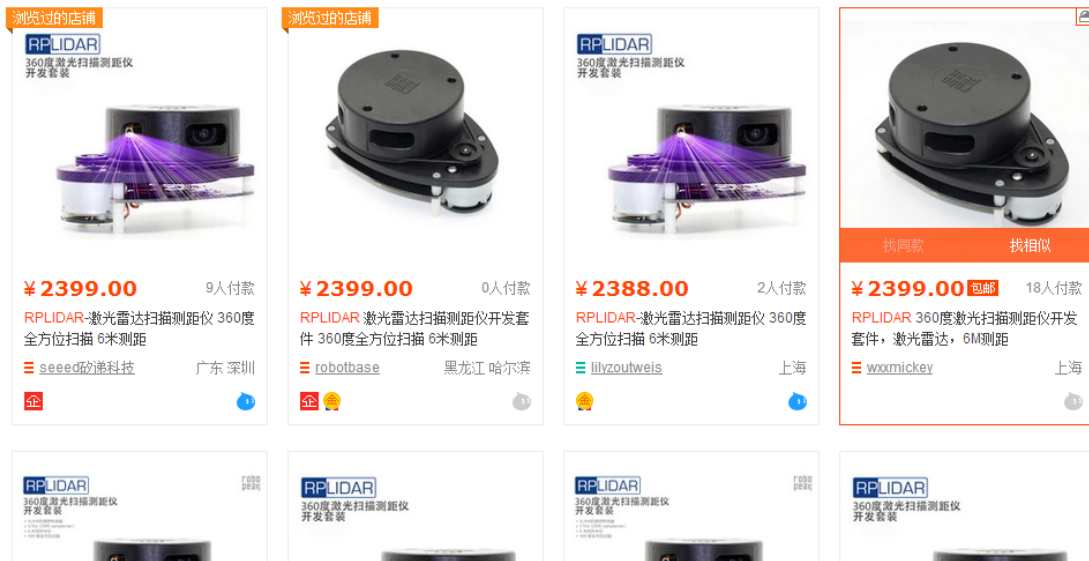 浏览过的店铺
RPLIDAR
360度激光扫描测距仪
开发套装
¥2399.00 9人付款
RPLIDAR-激光雷达扫描测距仪 360度
全方位扫描 6米测距
seeed矽递科技 广东 深圳
企
浏览过的店铺
¥2399.00 0人付款
RPLIDAR 激光雷达扫描测距仪开发套
件 360度全方位扫描 6米测距
robotbase 黑龙江 哈尔滨
企 金
RPLIDAR
360度激光扫描测距仪
开发套装
¥2388.00 2人付款
RPLIDAR-激光雷达扫描测距仪 360度
全方位扫描 6米测距
lilyzoutweis 上海
金
找同款 找相似
¥2399.00 包邮 18人付款
RPLIDAR 360度激光扫描测距仪开发
套件，激光雷达，6M测距
wxxmickey 上海
RPLIDAR
robo
peak
360度激光扫描测距仪
开发套装
RPLIDAR
360度激光扫描测距仪
开发套装
RPLIDAR
robo
peak
360度激光扫描测距仪
开发套装
RPLIDAR
360度激光扫描测距仪
开发套装